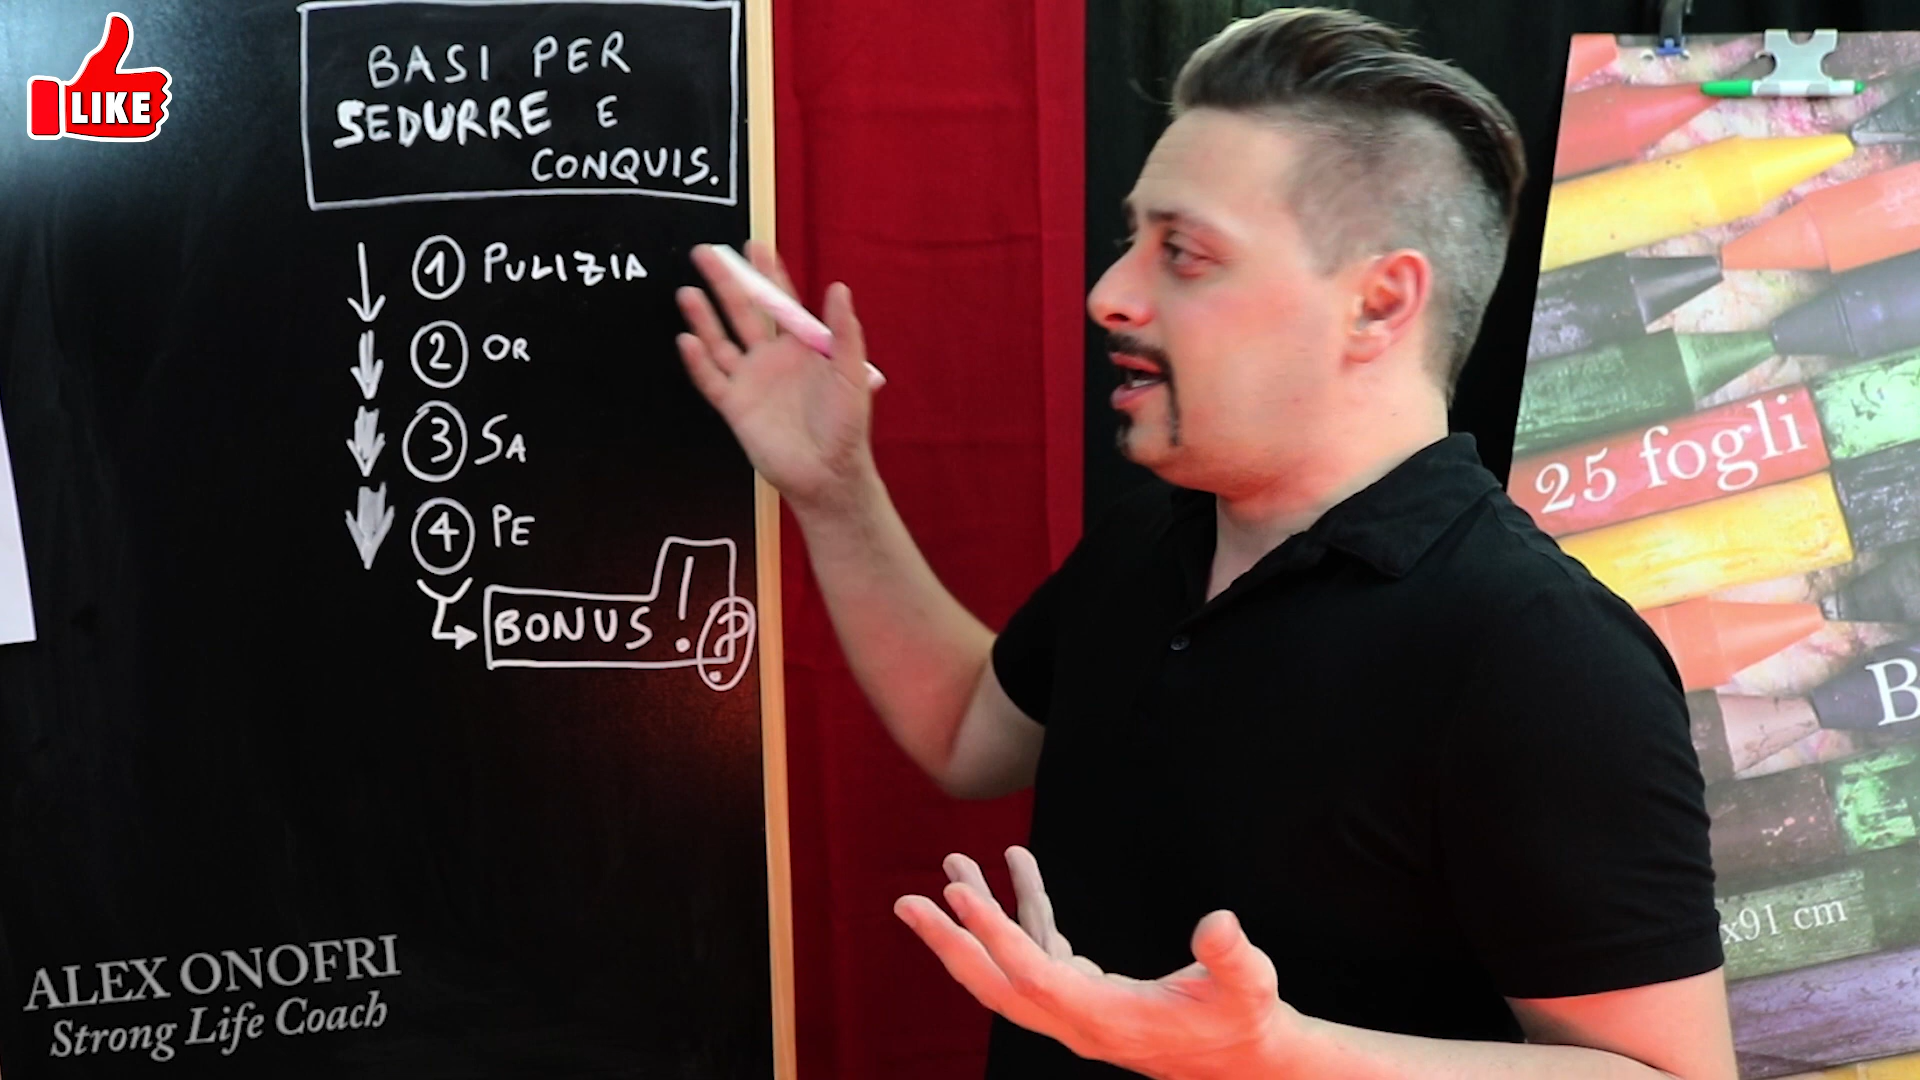 LIKE
BASI PER
SEDURRE E
CONQUIS.
1 PULIZIA
2 OR
3 SA
4 PE
BONUS ! ?
ALEX ONOFRI
Strong Life Coach
25 fogli
B
x91 cm